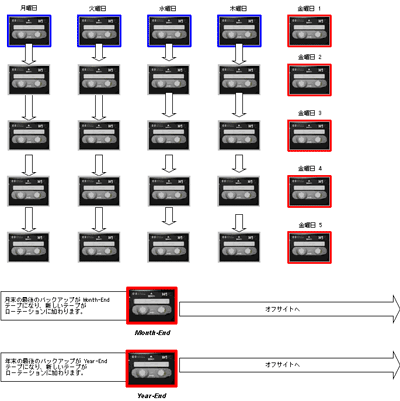 月曜日 火曜日 水曜日 木曜日 金曜日 1
金曜日 2
金曜日 3
金曜日 4
金曜日 5
月末の最後のバックアップが Month-End
テープになり、新しいテープが
ローテーションに加わります。
オフサイトへ
Month-End
年末の最後のバックアップが Year-End
テープになり、新しいテープが
ローテーションに加わります。
オフサイトへ
Year-End